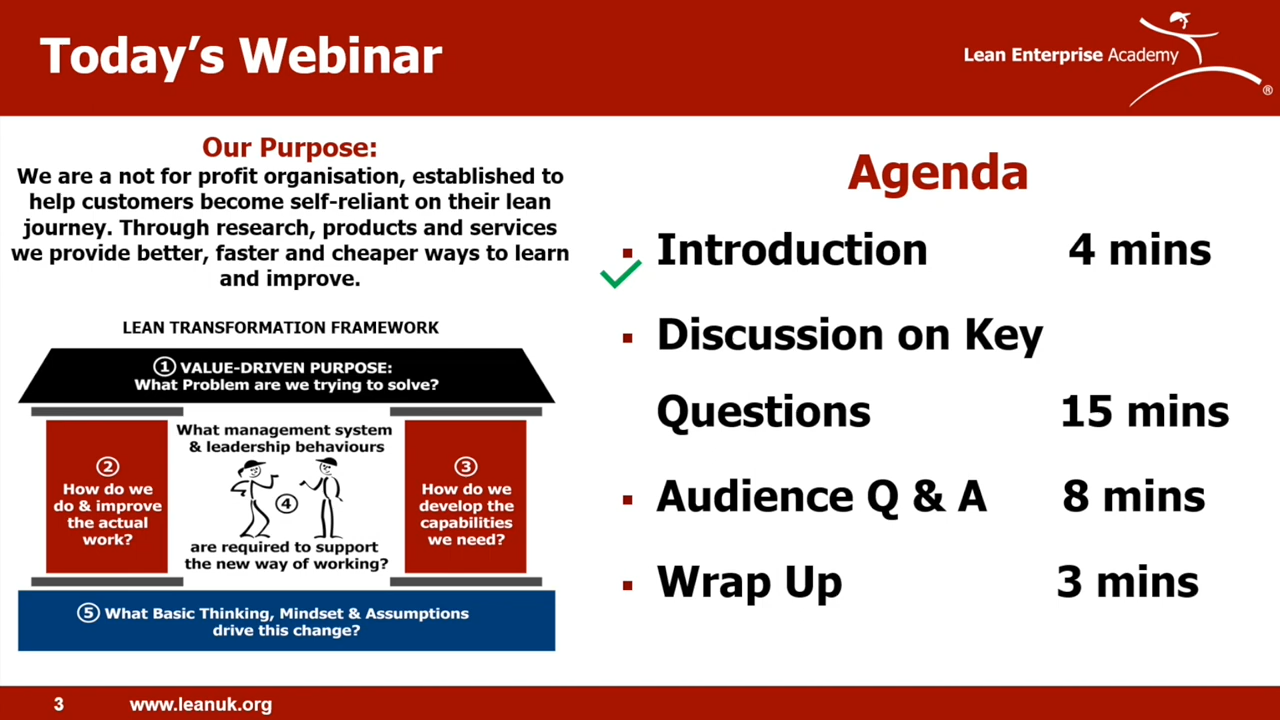 Today's Webinar
Lean Enterprise Academy
®
Our Purpose:
We are a not for profit organisation, established to
help customers become self-reliant on their lean
journey. Through research, products and services
we provide better, faster and cheaper ways to learn
and improve.
LEAN TRANSFORMATION FRAMEWORK
① VALUE-DRIVEN PURPOSE:
What Problem are we trying to solve?
②
How do we
do & improve
the actual
work?
What management system
& leadership behaviours
④
are required to support
the new way of working?
③
How do we
develop the
capabilities
we need?
⑤ What Basic Thinking, Mindset & Assumptions
drive this change?
Agenda
▪ Introduction 4 mins
▪ Discussion on Key
Questions 15 mins
▪ Audience Q & A 8 mins
▪ Wrap Up 3 mins
3 www.leanuk.org